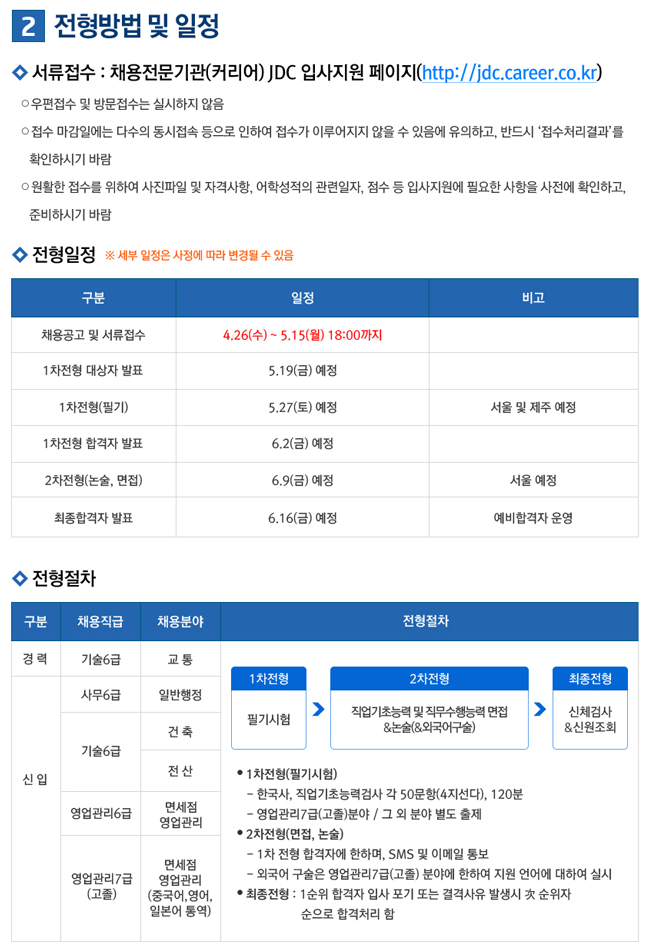 2 전형방법 및 일정
◇ 서류접수 : 채용전문기관(커리어) JDC 입사지원 페이지(http://jdc.career.co.kr)
○ 우편접수 및 방문접수는 실시하지 않음
○ 접수 마감일에는 다수의 동시접속 등으로 인하여 접수가 이루어지지 않을 수 있음에 유의하고, 반드시 ‘접수처리결과’를
확인하시기 바람
○ 원활한 접수를 위하여 사진파일 및 자격사항, 어학성적의 관련일자, 점수 등 입사지원에 필요한 사항을 사전에 확인하고,
준비하시기 바람
◇ 전형일정 ※ 세부 일정은 사정에 따라 변경될 수 있음
구분 일정 비고
채용공고 및 서류접수 4.26(수) ~ 5.15(월) 18:00까지
1차전형 대상자 발표 5.19(금) 예정
1차전형(필기) 5.27(토) 예정 서울 및 제주 예정
1차전형 합격자 발표 6.2(금) 예정
2차전형(논술, 면접) 6.9(금) 예정 서울 예정
최종합격자 발표 6.16(금) 예정 예비합격자 운영
◇ 전형절차
구분 채용직급 채용분야 전형절차
경 력 기술6급 교 통
신 입
사무6급 일반행정
기술6급
건 축
전 산
영업관리6급
면세점
영업관리
영업관리7급
(고졸)
면세점
영업관리
(중국어,영어,
일본어 통역)
1차전형 2차전형 최종전형
필기시험
직업기초능력 및 직무수행능력 면접
&논술(&외국어구술)
신체검사
&신원조회
• 1차전형(필기시험)
- 한국사, 직업기초능력검사 각 50문항(4지선다), 120분
- 영업관리7급(고졸)분야 / 그 외 분야 별도 출제
• 2차전형(면접, 논술)
- 1차 전형 합격자에 한하며, SMS 및 이메일 통보
- 외국어 구술은 영업관리7급(고졸) 분야에 한하여 지원 언어에 대하여 실시
• 최종전형 : 1순위 합격자 입사 포기 또는 결격사유 발생시 次 순위자
순으로 합격처리 함